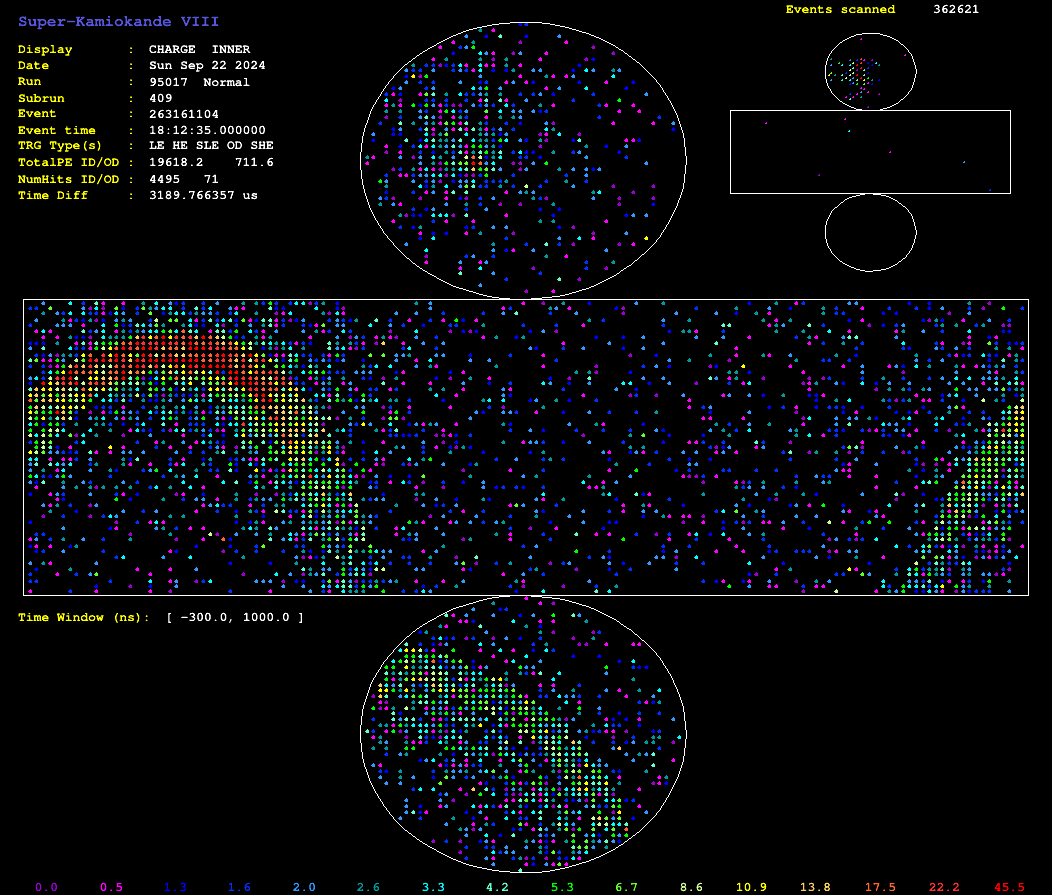 Super-Kamiokande VIII
Events scanned 362621
Display : CHARGE INNER
Date : Sun Sep 22 2024
Run : 95017 Normal
Subrun : 409
Event : 263161104
Event time : 18:12:35.000000
TRG Type(s) : LE HE SLE OD SHE
TotalPE ID/OD : 19618.2 711.6
NumHits ID/OD : 4495 71
Time Diff : 3189.766357 us
Time Window (ns): [ -300.0, 1000.0 ]
0.0 0.5 1.3 1.6 2.0 2.6 3.3 4.2 5.3 6.7 8.6 10.9 13.8 17.5 22.2 45.5